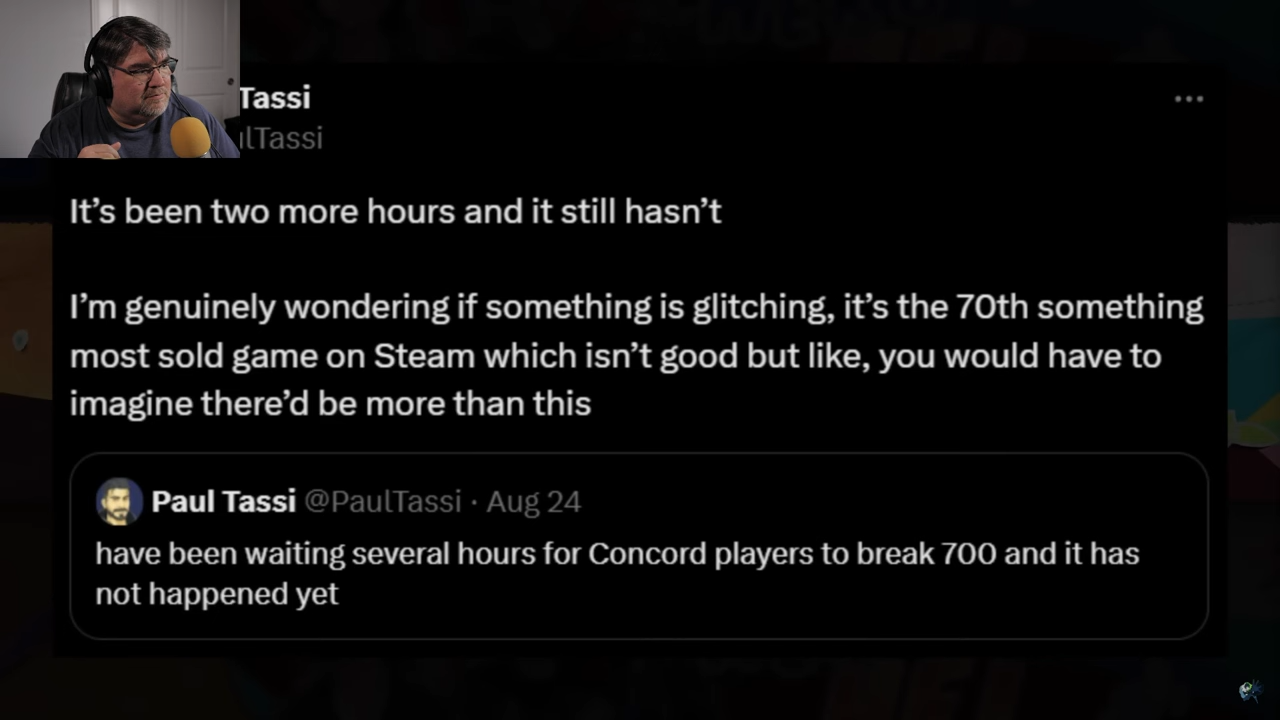 Tassi
lTassi
It's been two more hours and it still hasn't
I'm genuinely wondering if something is glitching, it's the 70th something
most sold game on Steam which isn't good but like, you would have to
imagine there'd be more than this
Paul Tassi @PaulTassi · Aug 24
have been waiting several hours for Concord players to break 700 and it has
not happened yet